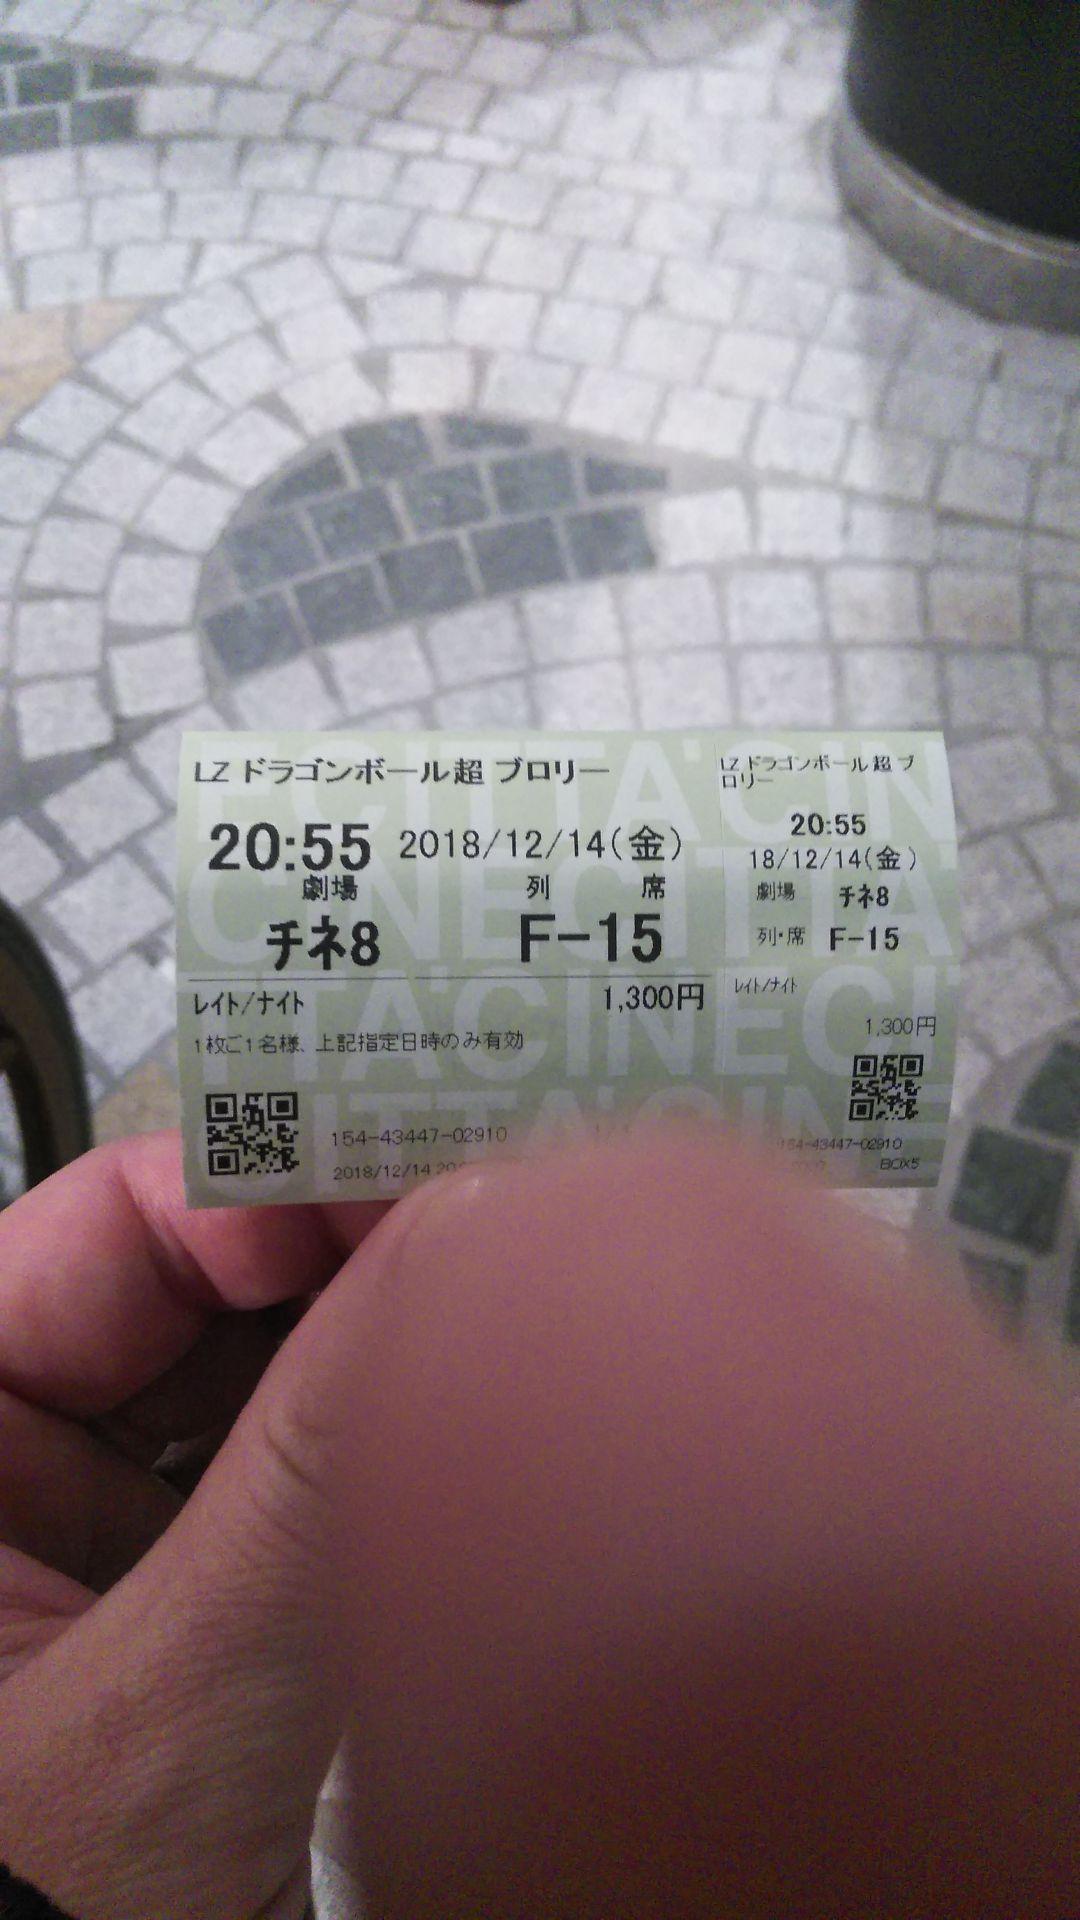 LZ ドラゴンボール超 ブロリー
20:55 2018/12/14(金)
劇場 列 席
チネ8 F-15
レイト/ナイト 1,300円
1枚ご1名様、上記指定日時のみ有効
154-43447-02910
2018/12/14
LZ ドラゴンボール超 ブ
ロリー
20:55
18/12/14(金)
劇場 チネ8
列・席 F-15
レイト/ナイト
1,300円
154-43447-02910
BOX5
CINECITTA'